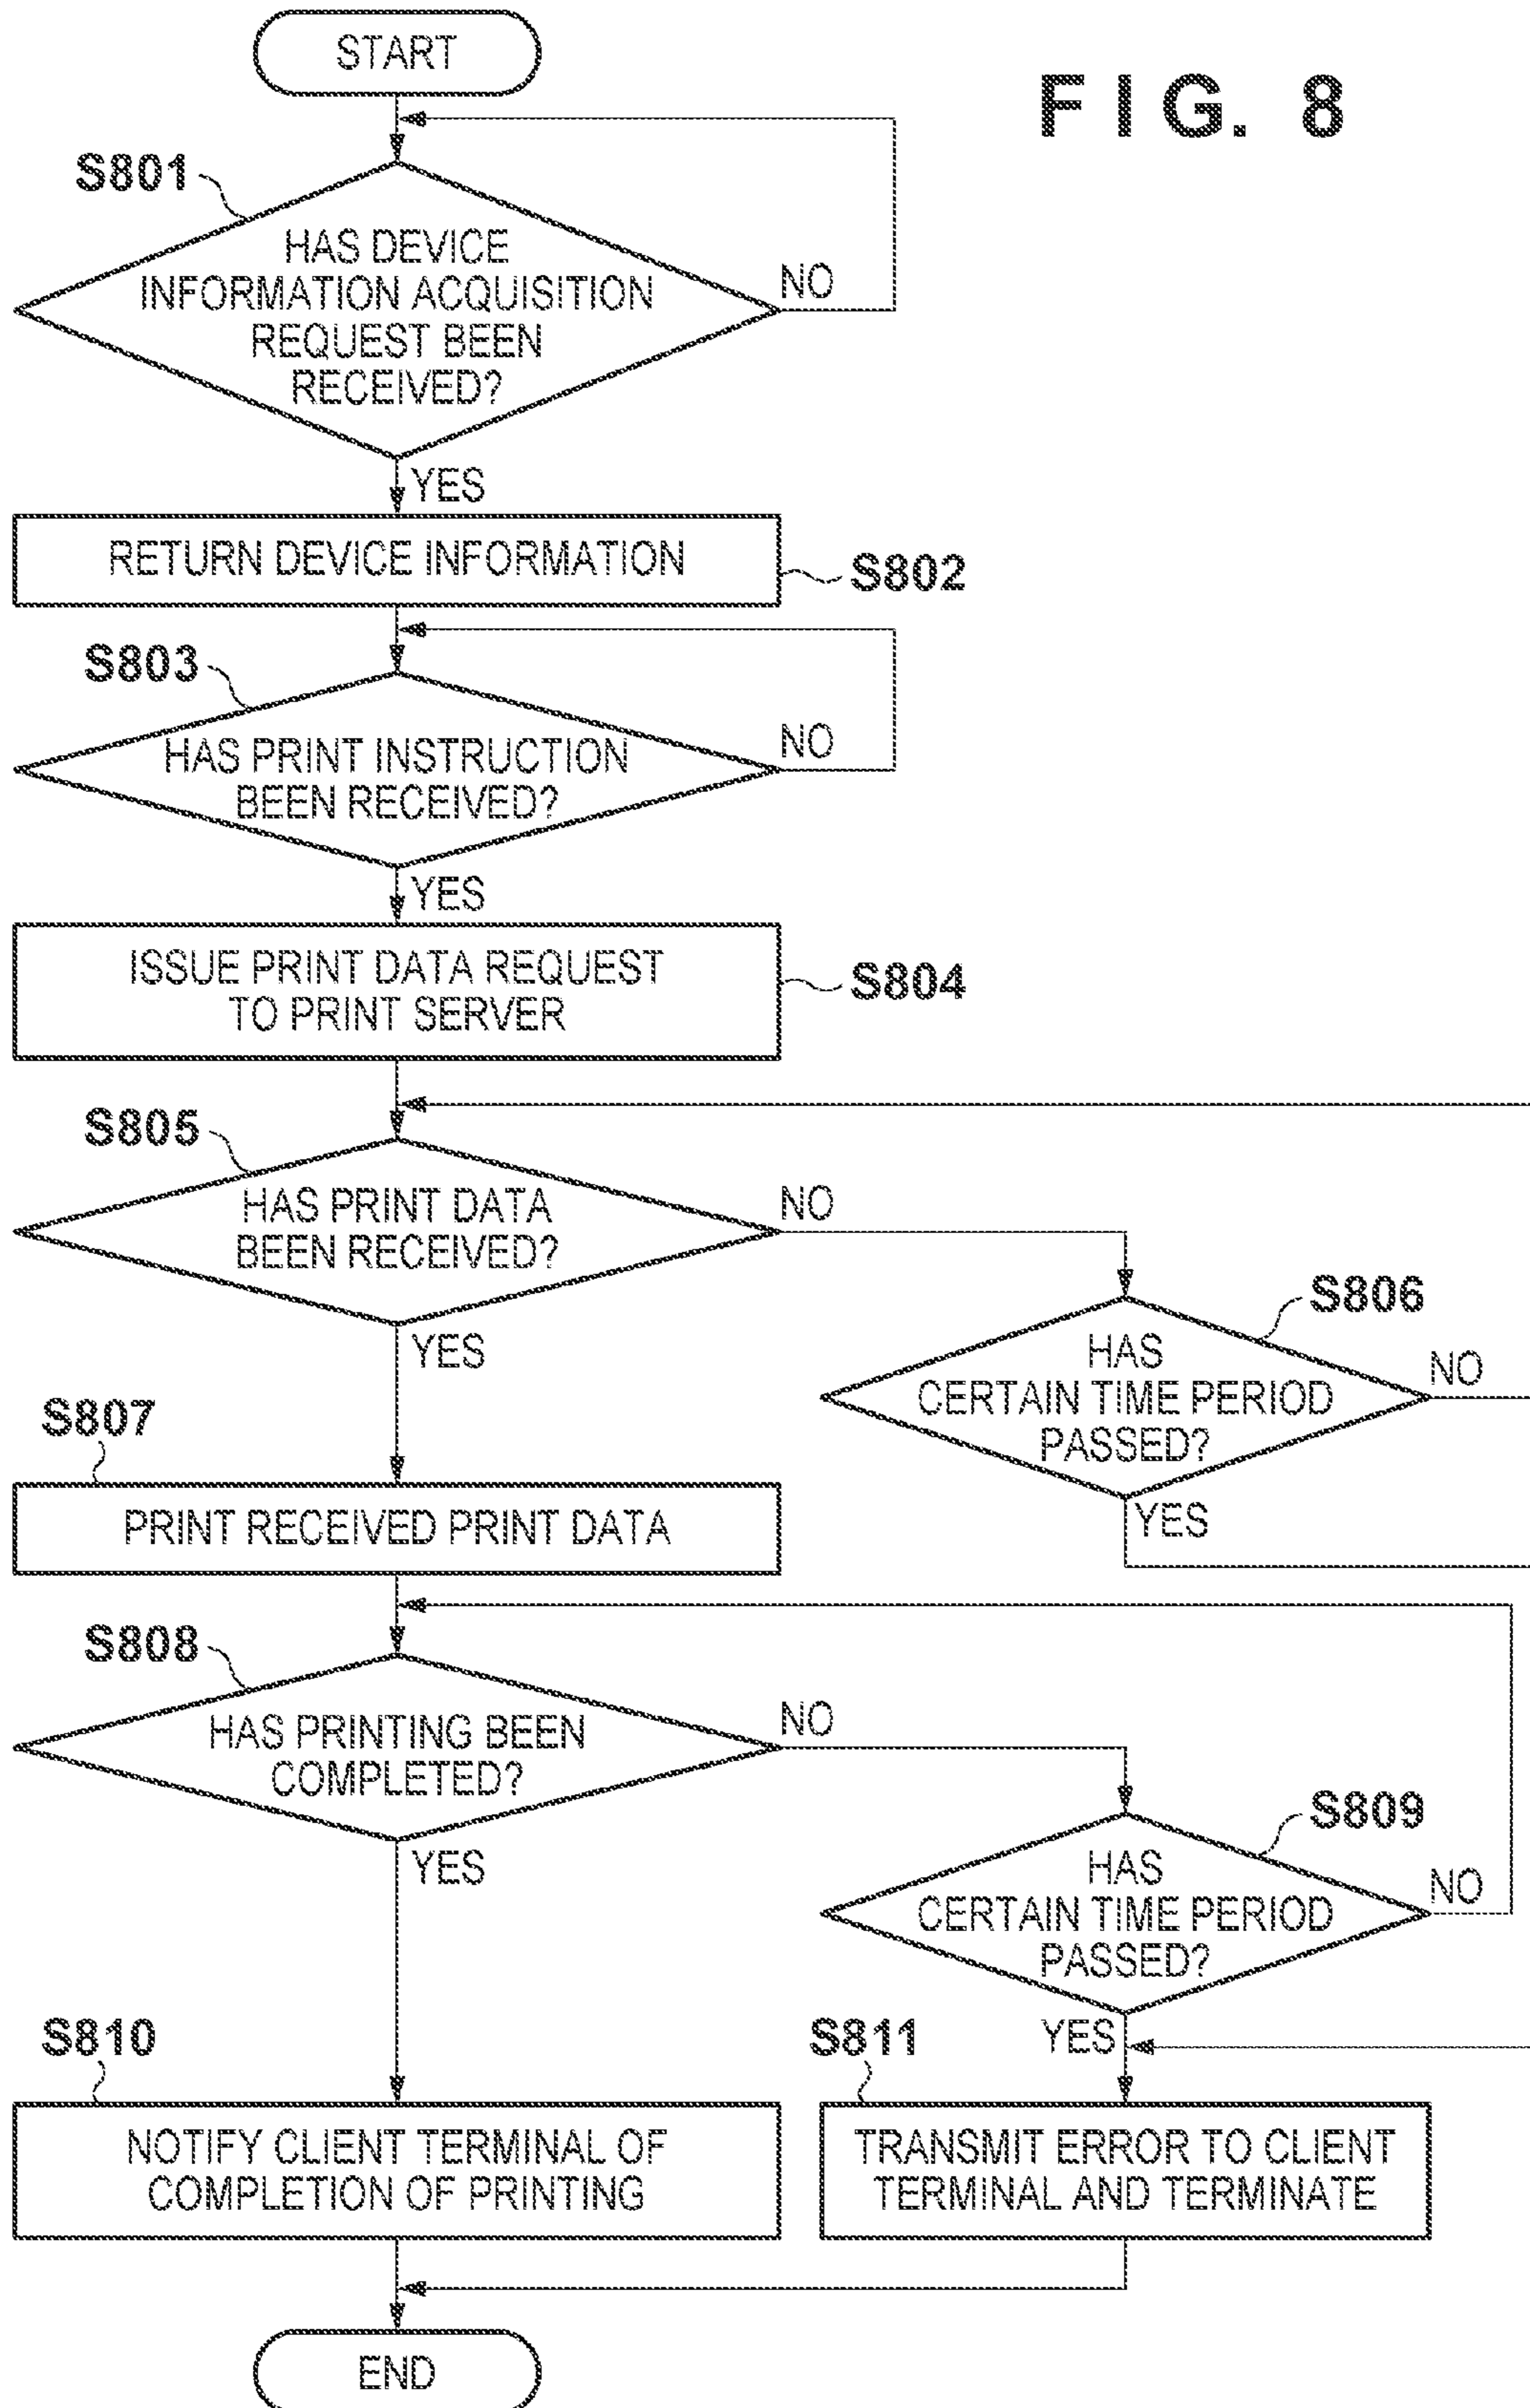 START
FIG. 8
S801
HAS DEVICE
INFORMATION ACQUISITION
REQUEST BEEN
RECEIVED?
NO
YES
RETURN DEVICE INFORMATION
S802
S803
HAS PRINT INSTRUCTION
BEEN RECEIVED?
NO
YES
ISSUE PRINT DATA REQUEST
TO PRINT SERVER
S804
S805
HAS PRINT DATA
BEEN RECEIVED?
NO
YES
S806
HAS
CERTAIN TIME PERIOD
PASSED?
NO
YES
S807
PRINT RECEIVED PRINT DATA
S808
HAS PRINTING BEEN
COMPLETED?
NO
YES
S809
HAS
CERTAIN TIME PERIOD
PASSED?
NO
YES
S810
NOTIFY CLIENT TERMINAL OF
COMPLETION OF PRINTING
S811
TRANSMIT ERROR TO CLIENT
TERMINAL AND TERMINATE
END